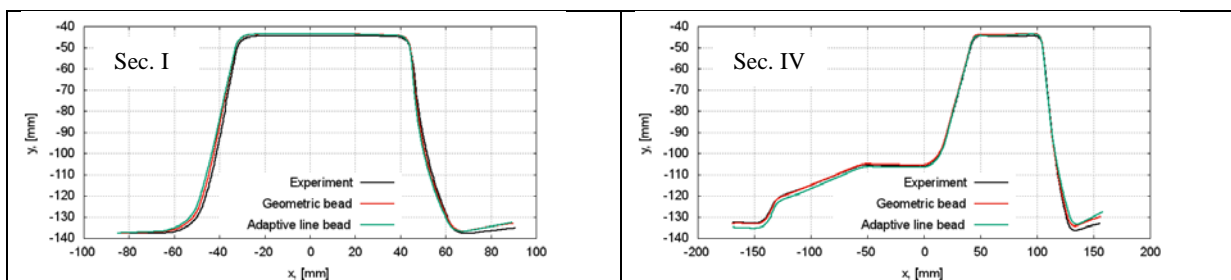 -40
-50
-60
-70
-80
-90
-100
-110
-120
-130
-140
y, [mm]
Sec. I
Experiment
Geometric bead
Adaptive line bead
-100 -80 -60 -40 -20 0 20 40 60 80 100
x, [mm]
-40
-50
-60
-70
-80
-90
-100
-110
-120
-130
-140
y, [mm]
Sec. IV
Experiment
Geometric bead
Adaptive line bead
-200 -150 -100 -50 0 50 100 150 200
x, [mm]